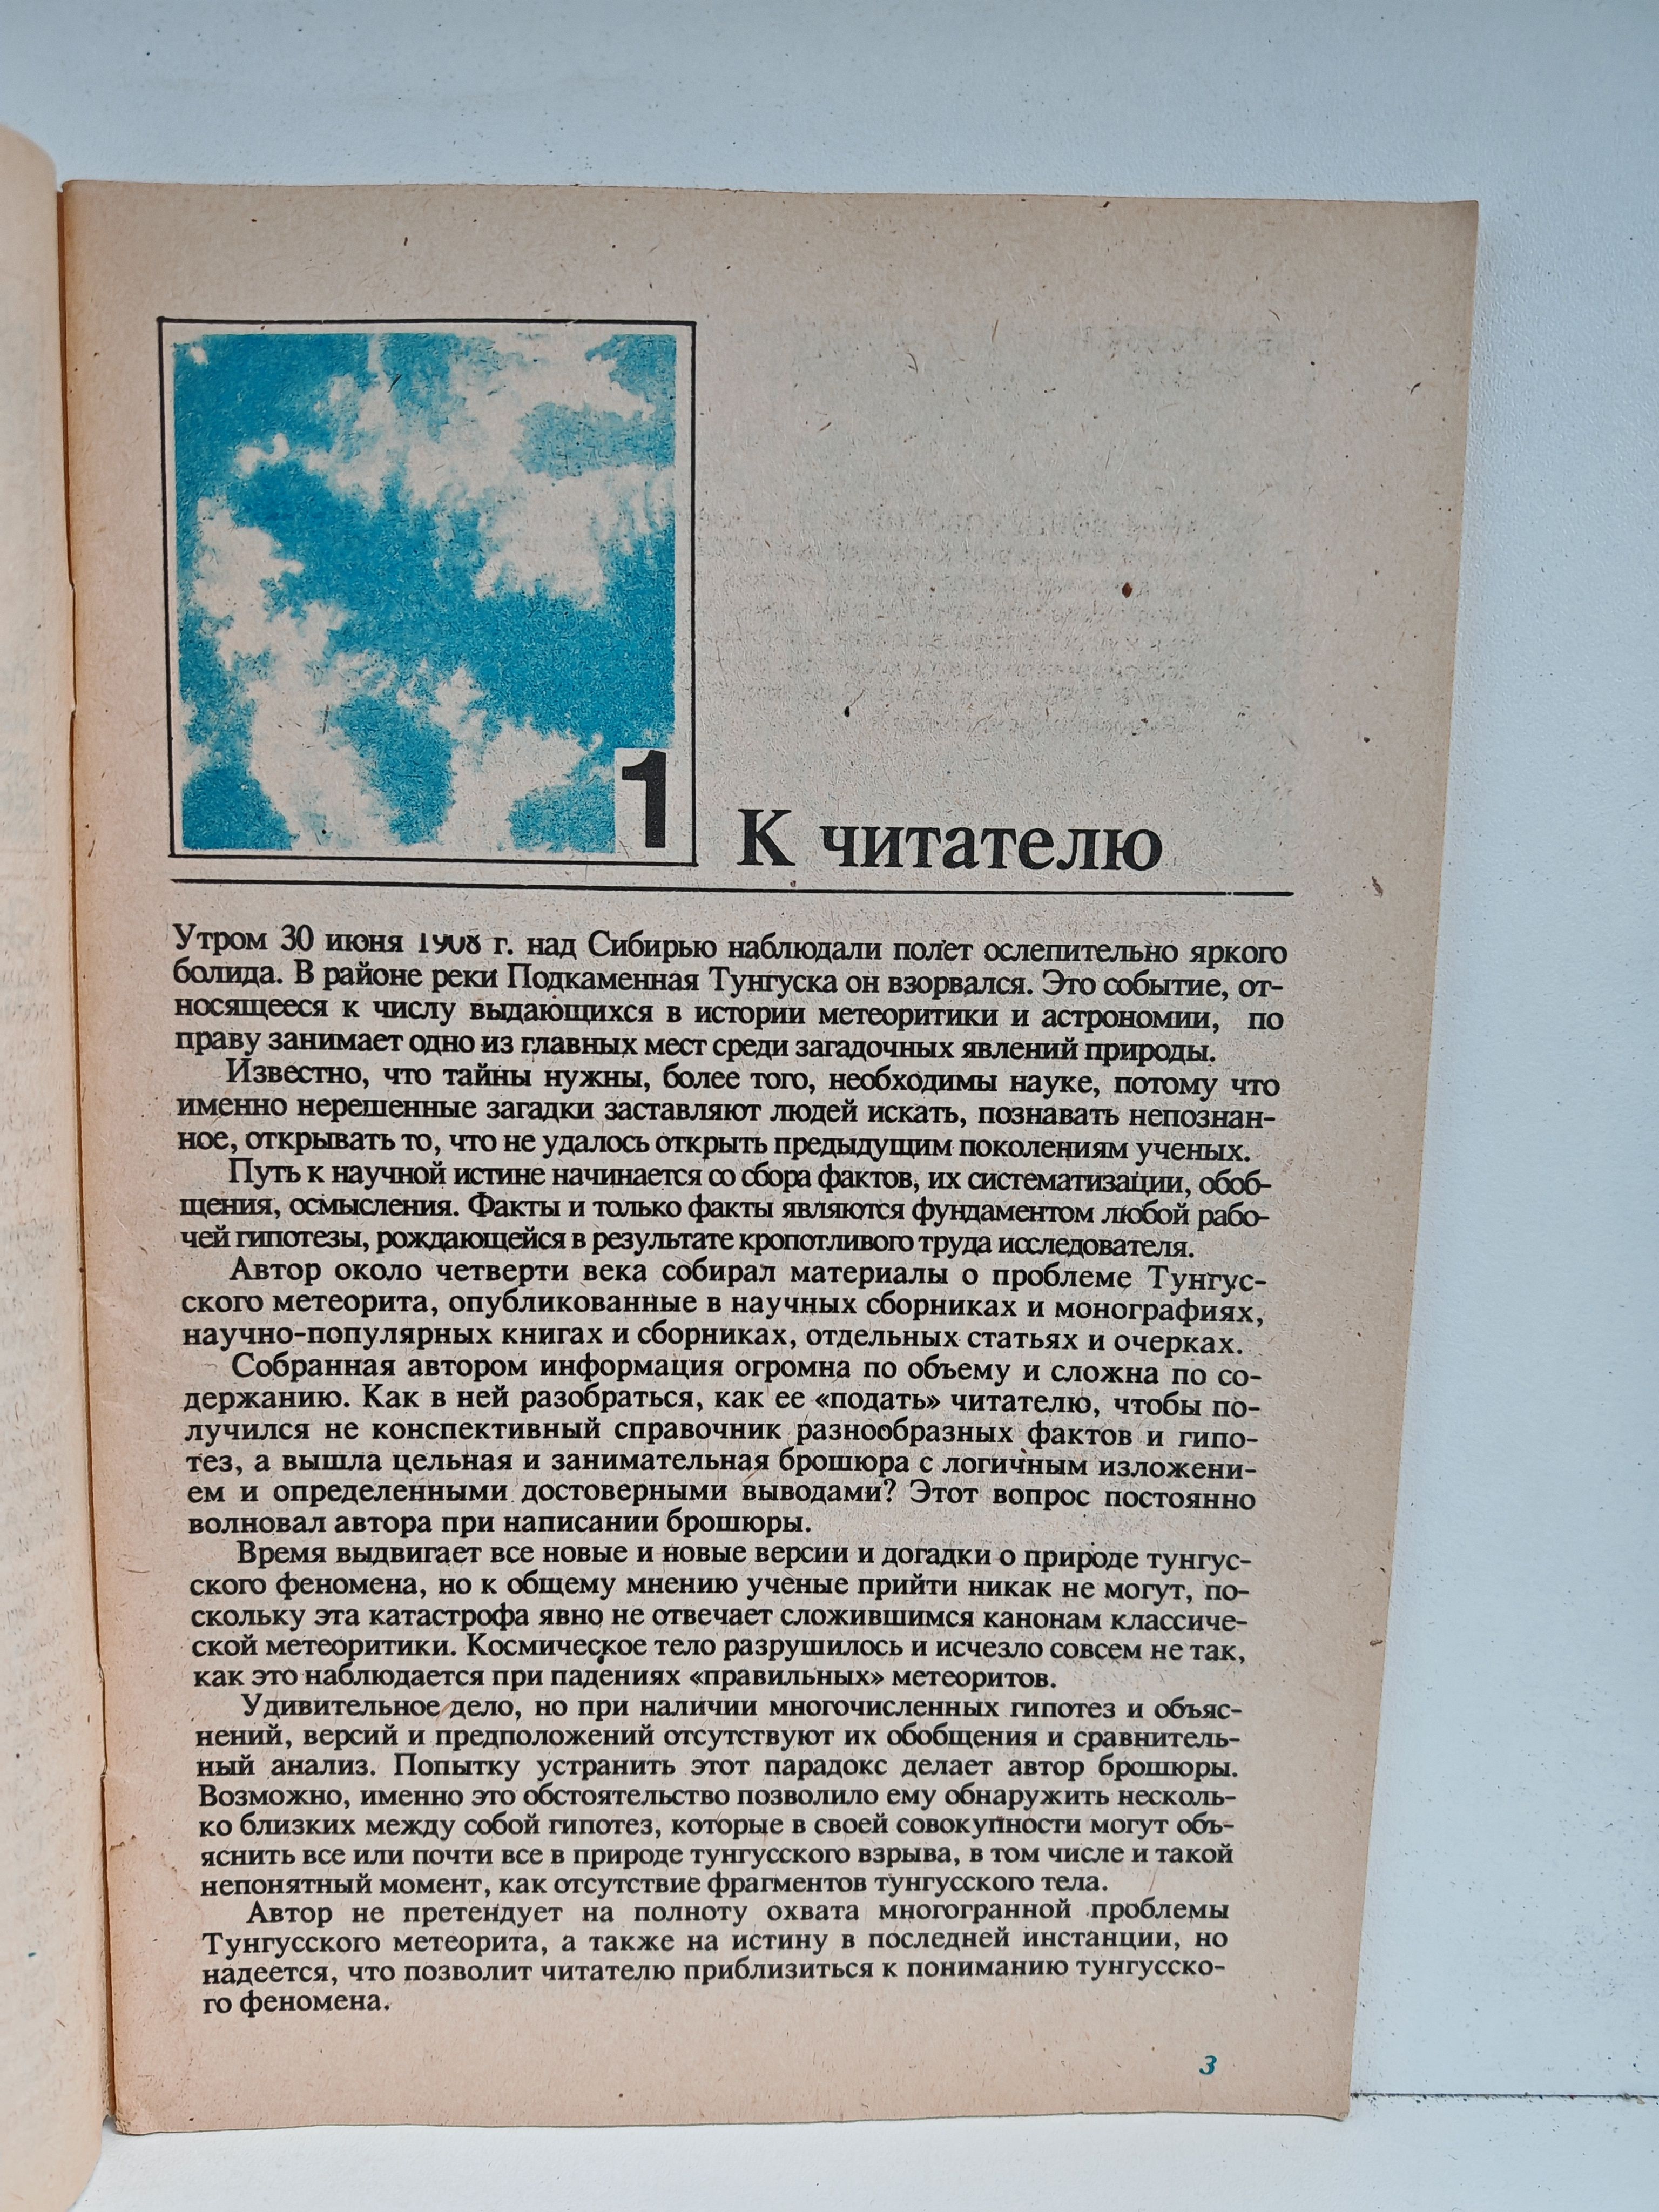 1
К читателю
Утром 30 июня 1908 г. над Сибирью наблюдали полет ослепительно яркого
болида. В районе реки Подкаменная Тунгуска он взорвался. Это событие, от-
носящееся к числу выдающихся в истории метеоритики и астрономии, по
праву занимает одно из главных мест среди загадочных явлений природы.
Известно, что тайны нужны, более того, необходимы науке, потому что
именно нерешенные загадки заставляют людей искать, познавать непознан-
ное, открывать то, что не удалось открыть предыдущим поколениям ученых.
Путь к научной истине начинается со сбора фактов, их систематизации, обоб-
щения, осмысления. Факты и только факты являются фундаментом любой рабо-
чей гипотезы, рождающейся в результате кропотливого труда исследователя.
Автор около четверти века собирал материалы о проблеме Тунгус-
ского метеорита, опубликованные в научных сборниках и монографиях,
научно-популярных книгах и сборниках, отдельных статьях и очерках.
Собранная автором информация огромна по объему и сложна по со-
держанию. Как в ней разобраться, как ее «подать» читателю, чтобы по-
лучился не конспективный справочник разнообразных фактов и гипо-
тез, а вышла цельная и занимательная брошюра с логичным изложени-
ем и определенными достоверными выводами? Этот вопрос постоянно
волновал автора при написании брошюры.
Время выдвигает все новые и новые версии и догадки о природе тунгус-
ского феномена, но к общему мнению ученые прийти никак не могут, по-
скольку эта катастрофа явно не отвечает сложившимся канонам классиче-
ской метеоритики. Космическое тело разрушилось и исчезло совсем не так,
как это наблюдается при падениях «правильных» метеоритов.
Удивительное дело, но при наличии многочисленных гипотез и объяс-
нений, версий и предположений отсутствуют их обобщения и сравнитель-
ный анализ. Попытку устранить этот парадокс делает автор брошюры.
Возможно, именно это обстоятельство позволило ему обнаружить несколь-
ко близких между собой гипотез, которые в своей совокупности могут объ-
яснить все или почти все в природе тунгусского взрыва, в том числе и такой
непонятный момент, как отсутствие фрагментов тунгусского тела.
Автор не претендует на полноту охвата многогранной проблемы
Тунгусского метеорита, а также на истину в последней инстанции, но
надеется, что позволит читателю приблизиться к пониманию тунгусско-
го феномена.
3